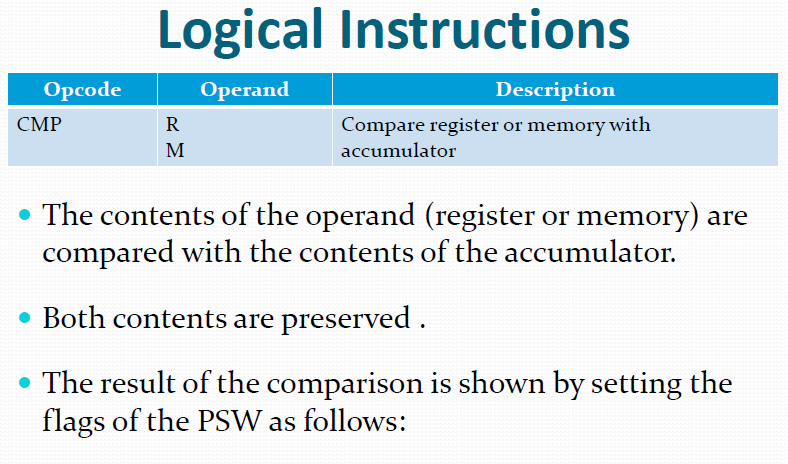 Logical Instructions
Opcode Operand Description
CMP R Compare register or memory with
M accumulator
• The contents of the operand (register or memory) are
compared with the contents of the accumulator.
• Both contents are preserved .
• The result of the comparison is shown by setting the
flags of the PSW as follows: